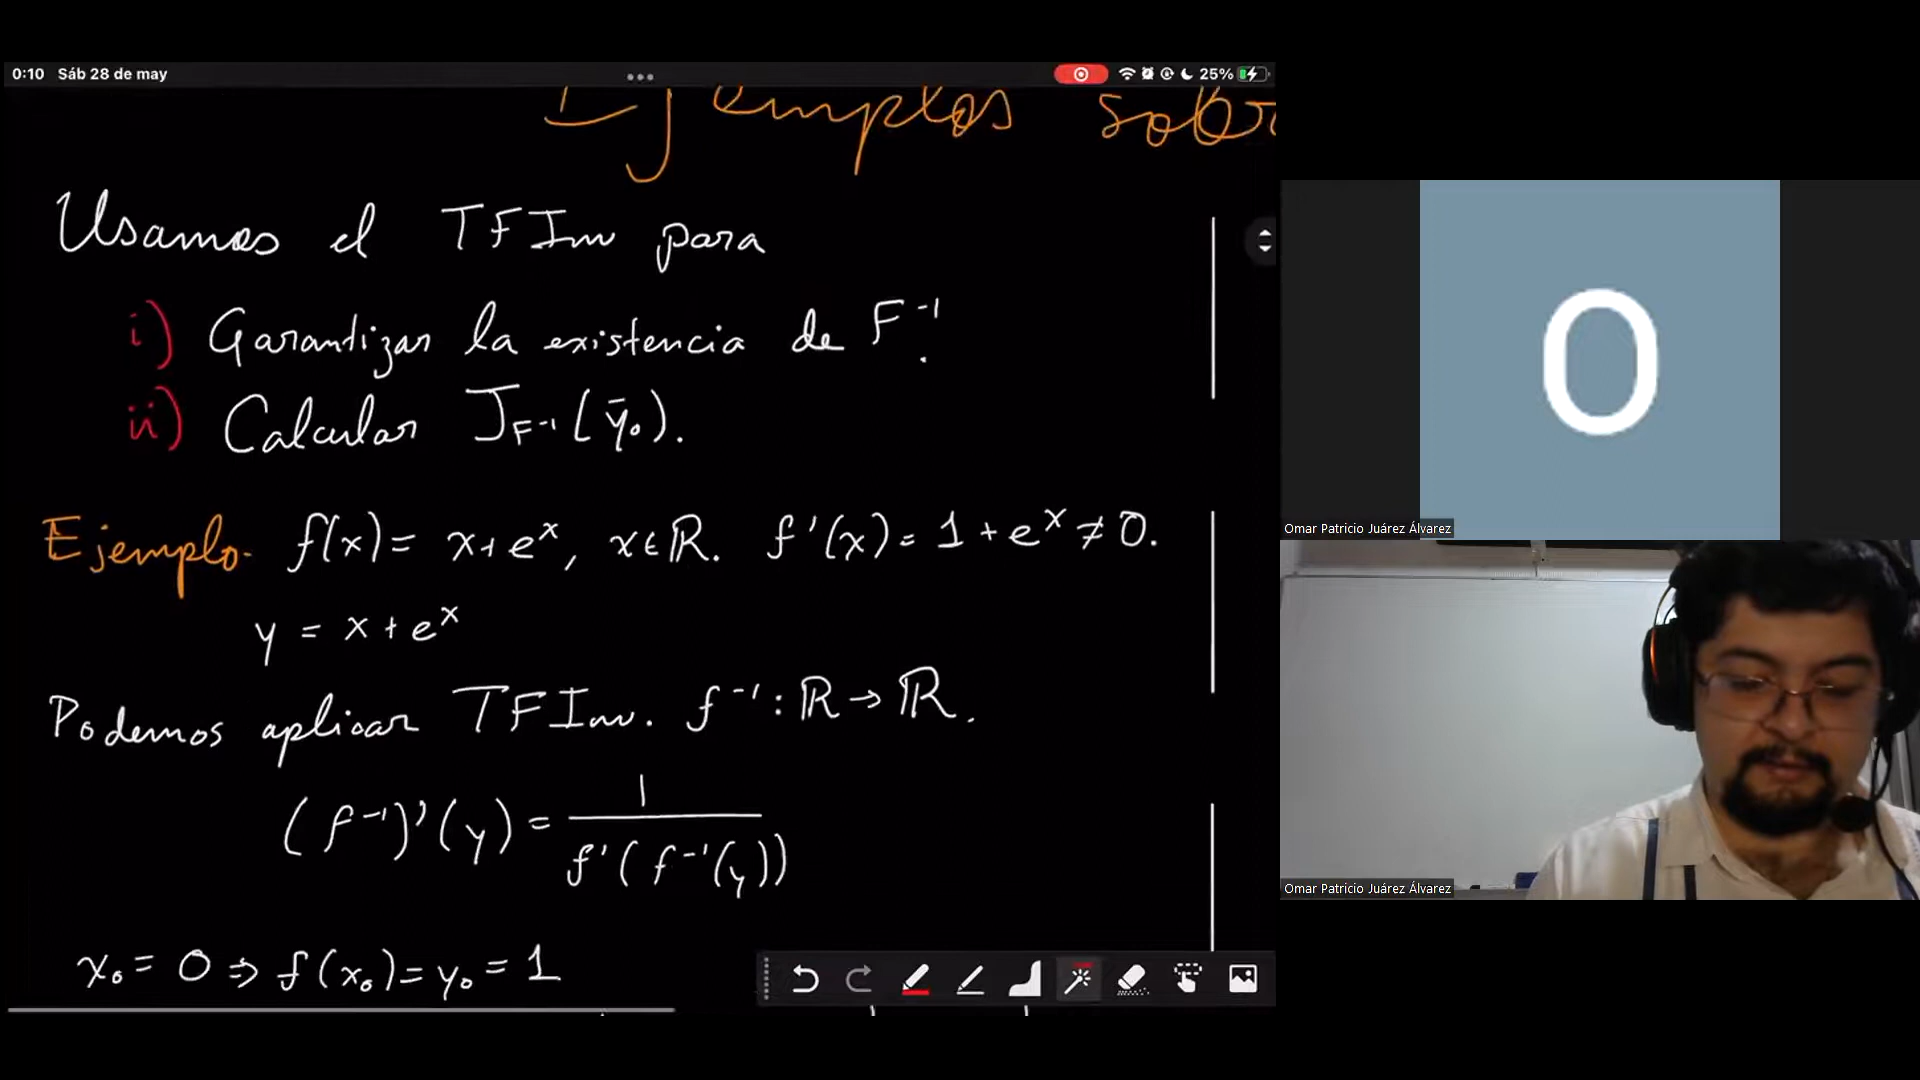 0:10 Sáb 28 de may
25%
Ejemplos sobr
Usamos el TFInv para
i) Garantizar la existencia de F⁻¹.
ii) Calcular J_F⁻¹(ȳ₀).
Ejemplo. f(x)= x+eˣ, x∈ℝ. f'(x)= 1+eˣ≠0.
y = x+eˣ
Podemos aplicar TFInv. f⁻¹: ℝ→ℝ.
(f⁻¹)'(y) = 1 / f'(f⁻¹(y))
x₀ = 0 ⇒ f(x₀)= y₀ = 1
O
Omar Patricio Juárez Álvarez
Omar Patricio Juárez Álvarez